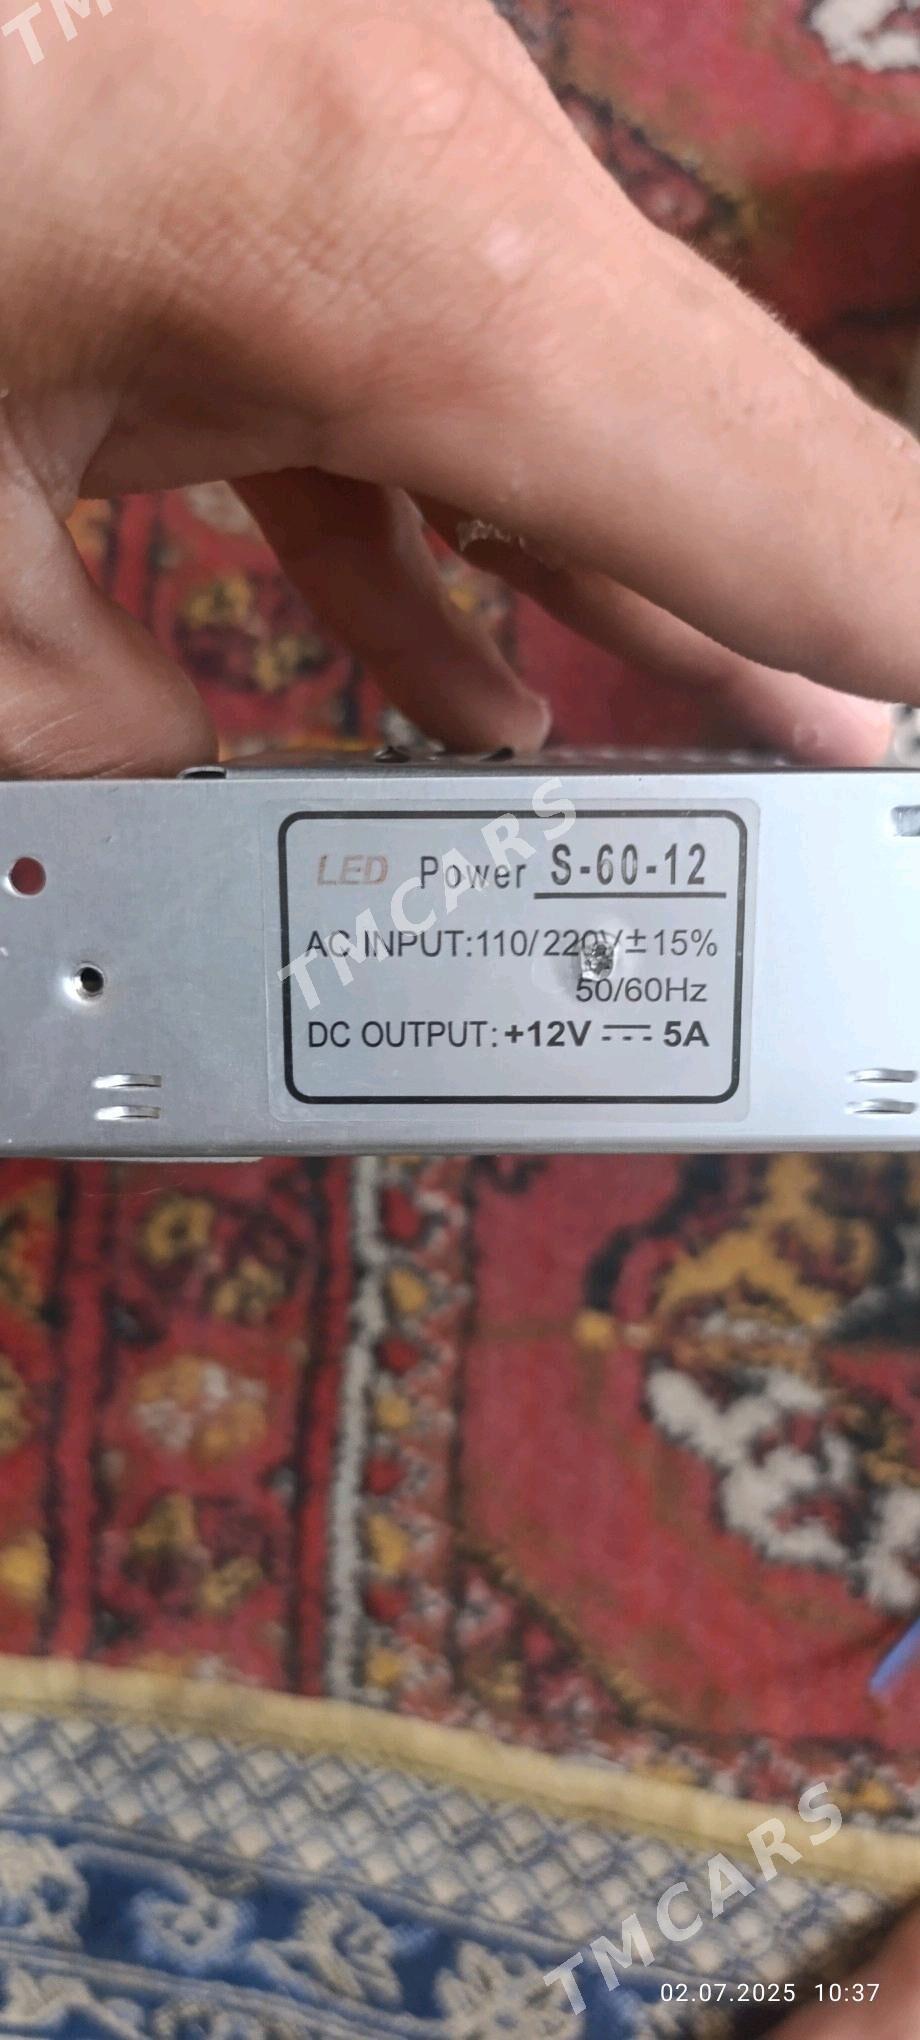 TM
LED Power S-60-12
AC INPUT:110/220V±15%
50/60Hz
DC OUTPUT:+12V⎓5A
TMCARS
TMCARS
02.07.2025 10:37